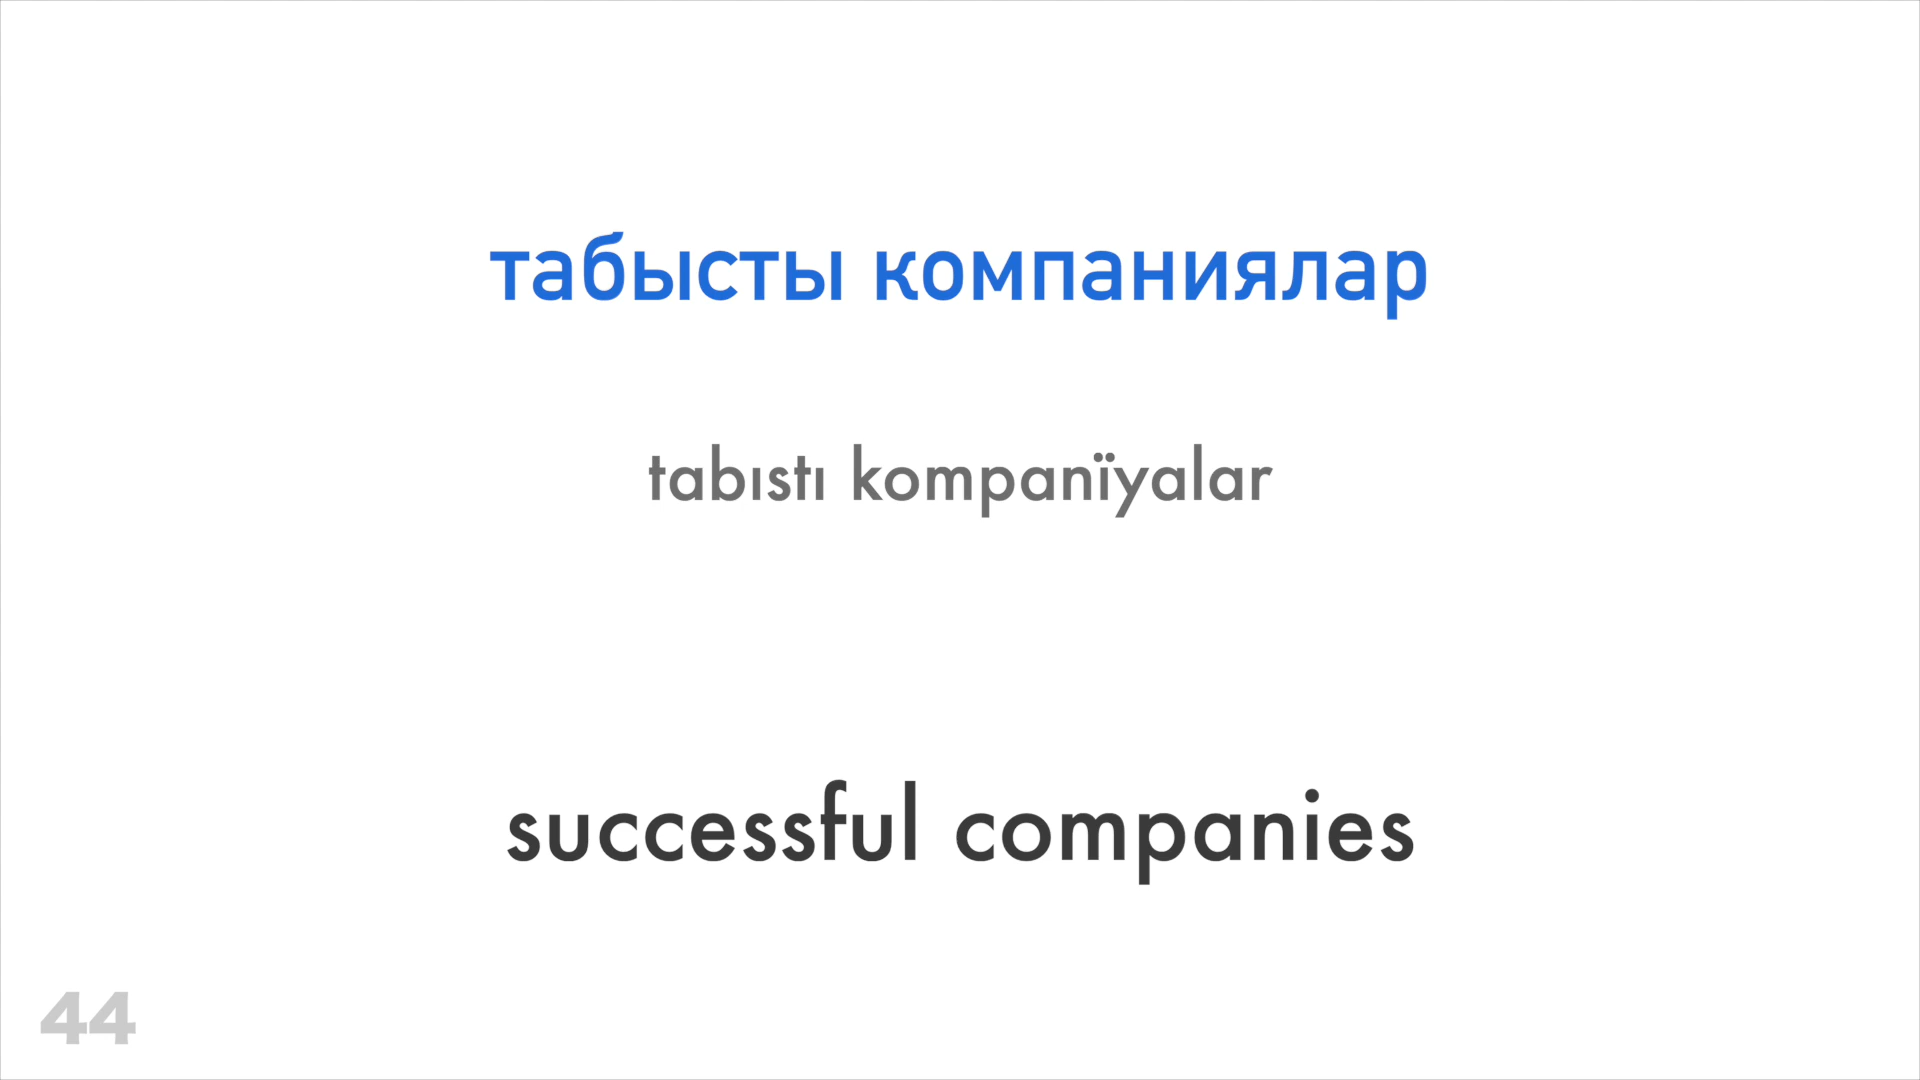 табысты компаниялар
tabıstı kompanïyalar
successful companies
44